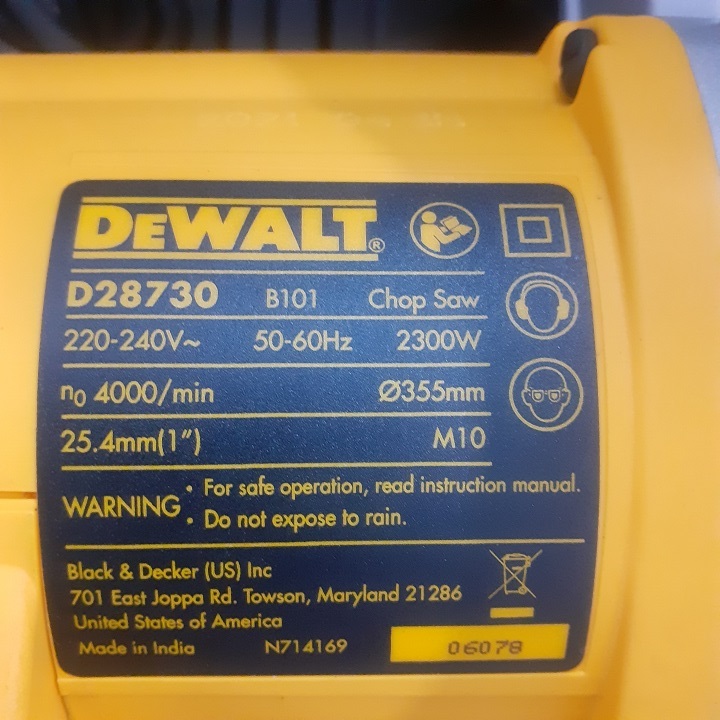 DEWALT®
D28730 B101 Chop Saw
220-240V~ 50-60Hz 2300W
n0 4000/min Ø355mm
25.4mm(1”) M10
WARNING • For safe operation, read instruction manual.
• Do not expose to rain.
Black & Decker (US) Inc
701 East Joppa Rd. Towson, Maryland 21286
United States of America
Made in India N714169 06078